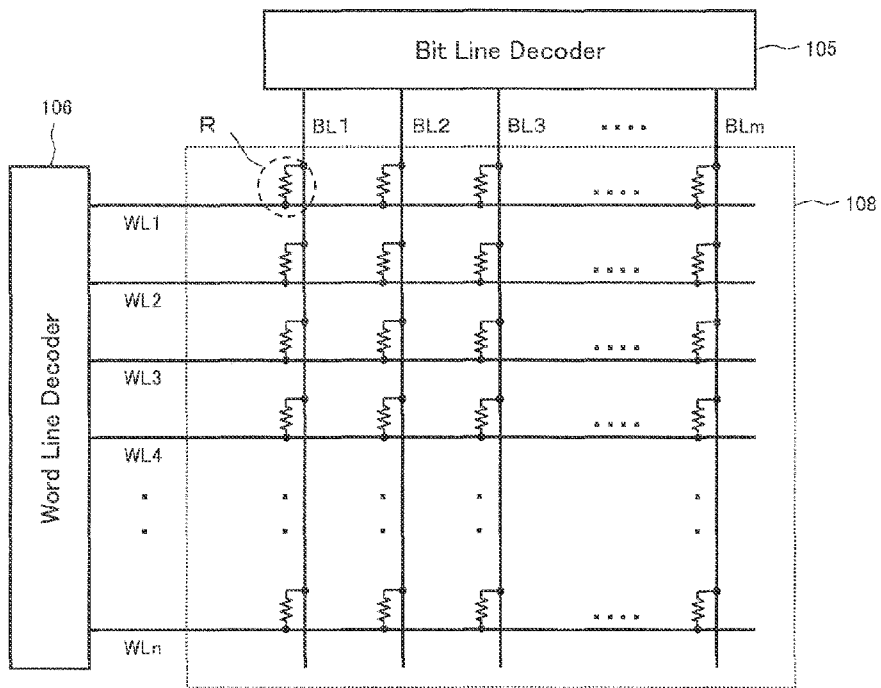 Bit Line Decoder
105
106
R
BL1 BL2 BL3 BLm
108
WL1
WL2
WL3
WL4
WLn
Word Line Decoder